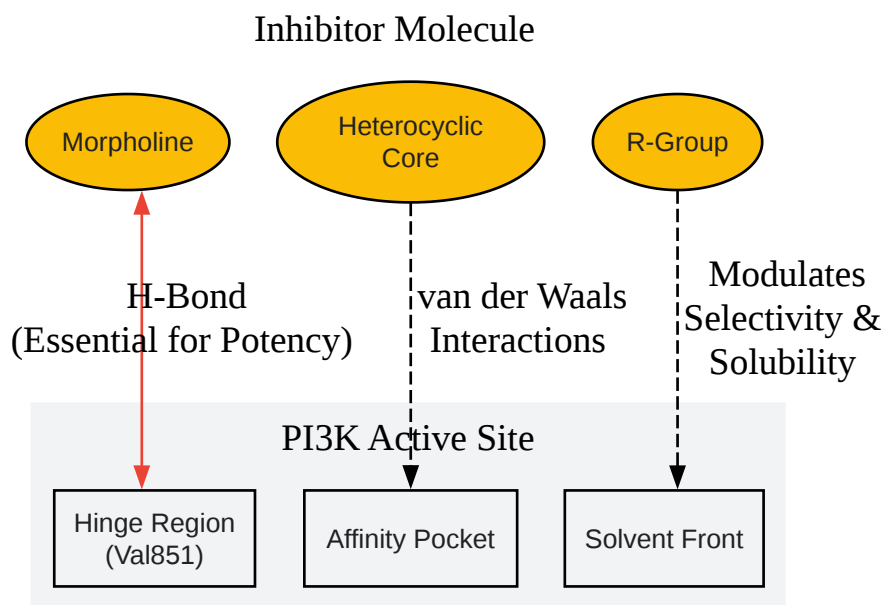 Inhibitor Molecule
Morpholine
Heterocyclic
Core
R-Group
H-Bond
(Essential for Potency)
van der Waals
Interactions
Modulates
Selectivity &
Solubility
PI3K Active Site
Hinge Region
(Val851)
Affinity Pocket
Solvent Front